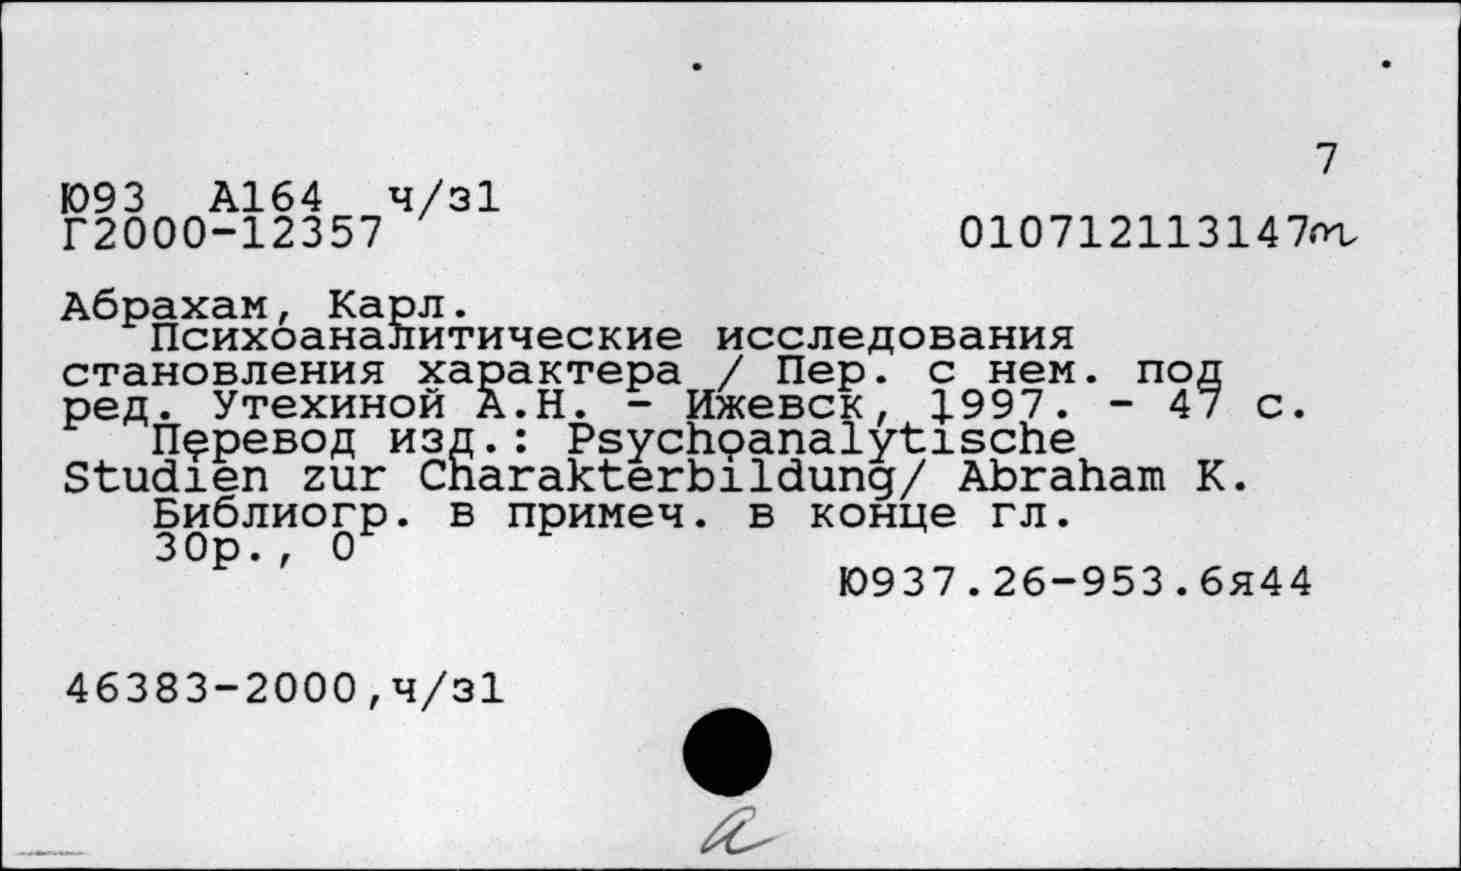 7
Ю93 А164 ч/з1
Г2000-12357 010712113147
Абрахам, Карл.
Психоаналитические исследования
становления характера / Пер. с нем. под
ред. Утехиной А.Н. - Ижевск, 1997. - 47 с.
Перевод изд.: Psychoanalytische
Studien zur Charakterbildung/ Abraham K.
Библиогр. в примеч. в конце гл.
30р., 0
Ю937.26-953.6я44
46383-2000,ч/з1
a